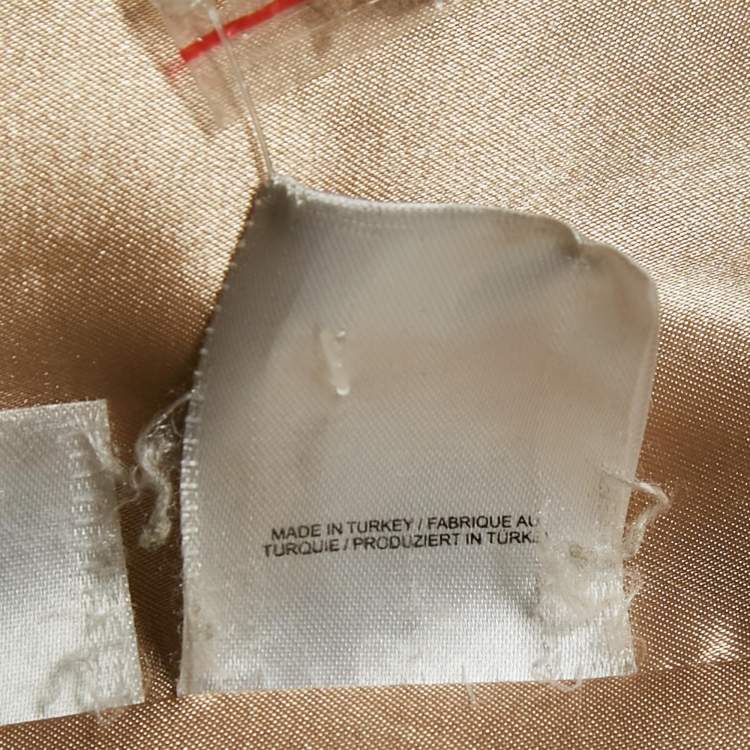 MADE IN TURKEY / FABRIQUE AU
TURQUIE / PRODUZIERT IN